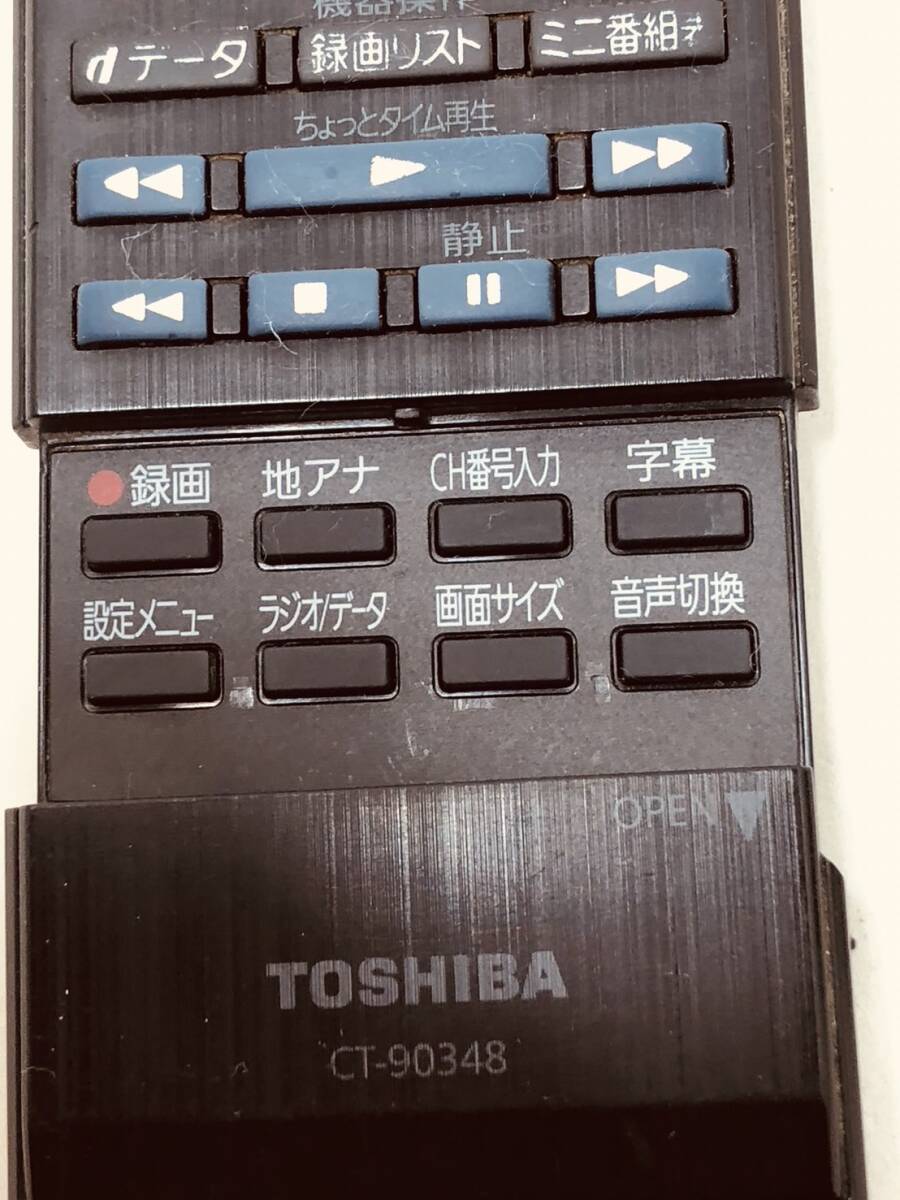 機器操作
dデータ 録画リスト ミニ番組
ちょっとタイム再生
静止
録画 地アナ CH番号入力 字幕
設定メニュー ラジオ/データ 画面サイズ 音声切換
OPEN
TOSHIBA
CT-90348